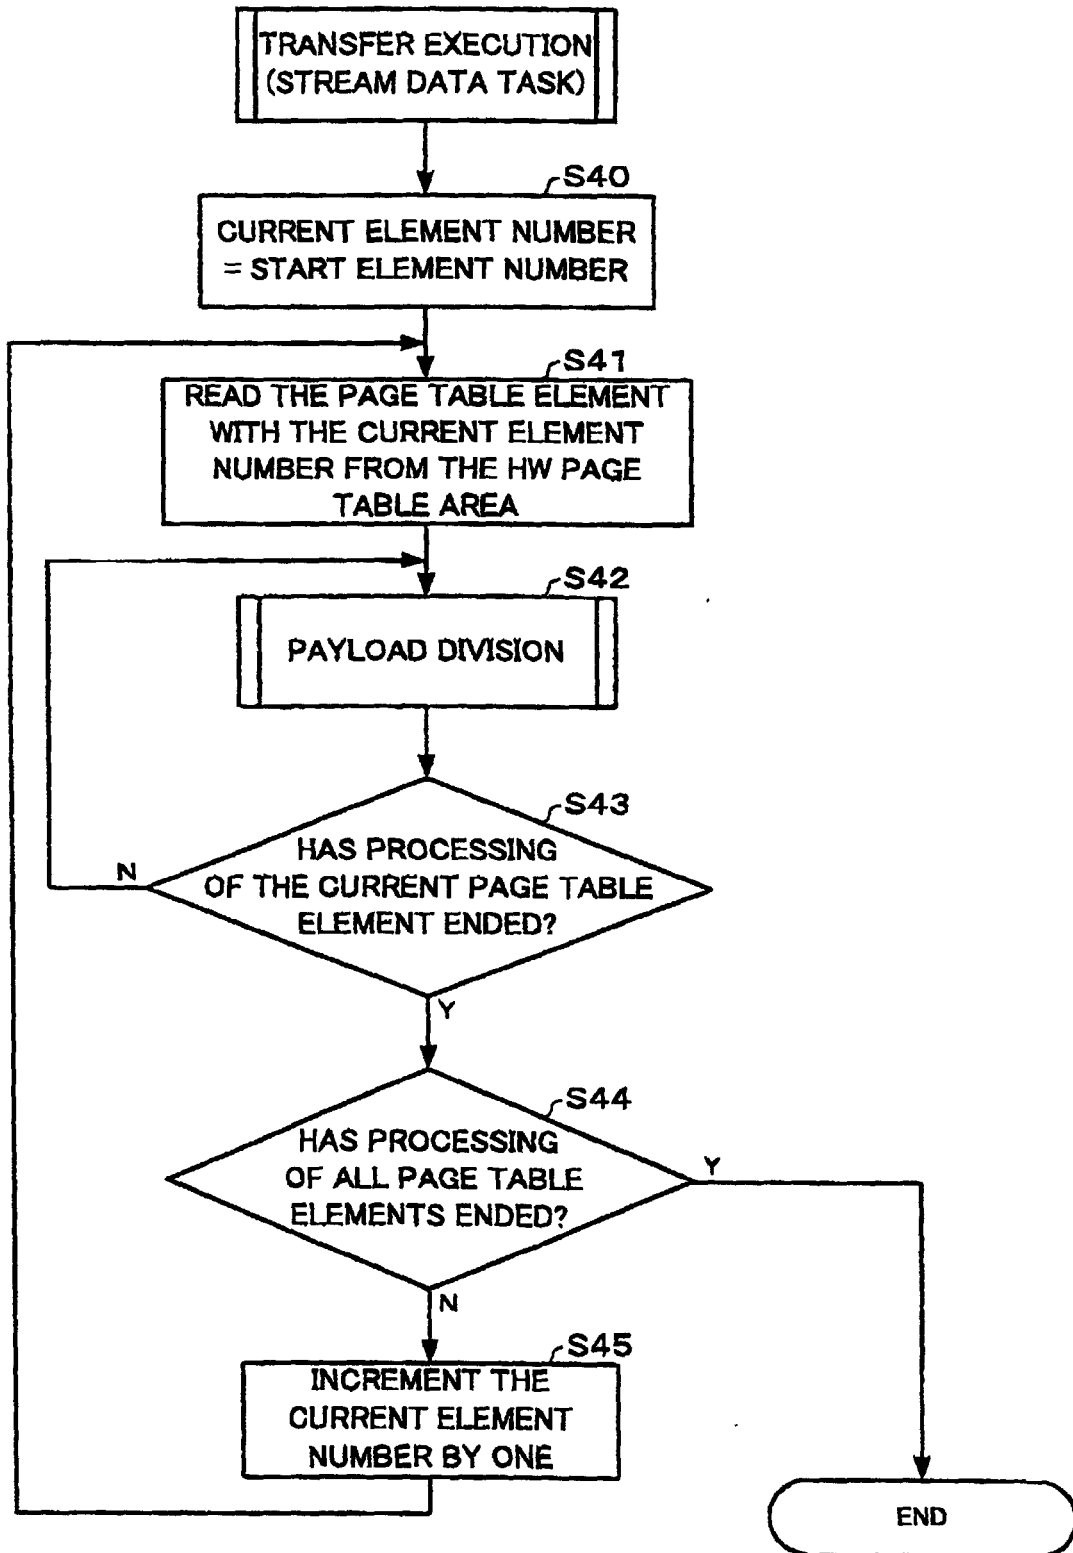 TRANSFER EXECUTION
(STREAM DATA TASK)
S40
CURRENT ELEMENT NUMBER
= START ELEMENT NUMBER
S41
READ THE PAGE TABLE ELEMENT
WITH THE CURRENT ELEMENT
NUMBER FROM THE HW PAGE
TABLE AREA
S42
PAYLOAD DIVISION
S43
HAS PROCESSING
OF THE CURRENT PAGE TABLE
ELEMENT ENDED?
N
Y
S44
HAS PROCESSING
OF ALL PAGE TABLE
ELEMENTS ENDED?
Y
N
S45
INCREMENT THE
CURRENT ELEMENT
NUMBER BY ONE
END